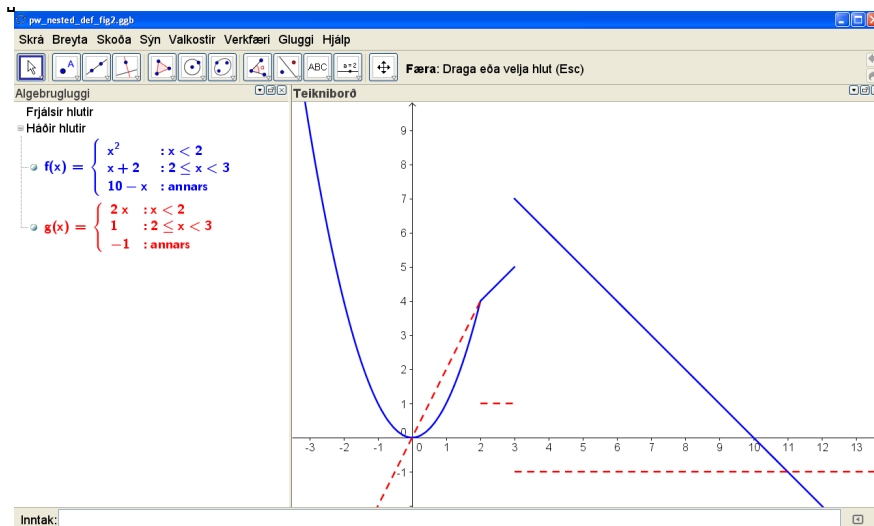 pw_nested_def_fig2.ggb
Skrá Breyta Skoða Sýn Valkostir Verkfæri Gluggi Hjálp
A
ABC
a=2
Færa: Draga eða velja hlut (Esc)
Algebrugluggi
Teikniborð
Frjálsir hlutir
Háðir hlutir
f(x) = { x² : x < 2
x + 2 : 2 ≤ x < 3
10 − x : annars
g(x) = { 2 x : x < 2
1 : 2 ≤ x < 3
−1 : annars
9
8
7
6
5
4
3
2
1
0
-1
-3 -2 -1 0 1 2 3 4 5 6 7 8 9 10 11 12 13
Inntak: